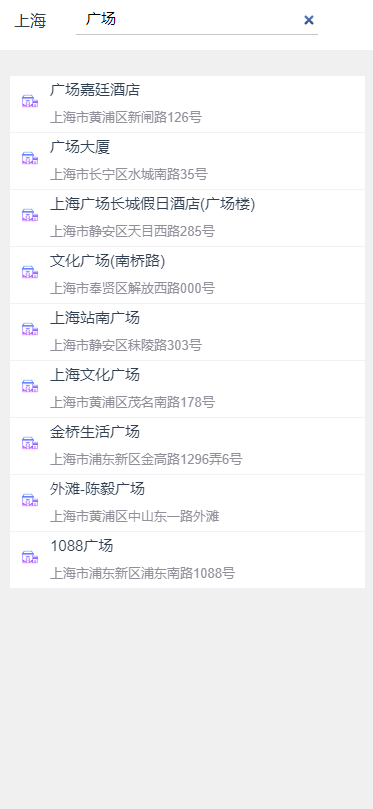 上海 广场 ×
广场嘉廷酒店
上海市黄浦区新闸路126号
广场大厦
上海市长宁区水城南路35号
上海广场长城假日酒店(广场楼)
上海市静安区天目西路285号
文化广场(南桥路)
上海市奉贤区解放西路000号
上海站南广场
上海市静安区秣陵路303号
上海文化广场
上海市黄浦区茂名南路178号
金桥生活广场
上海市浦东新区金高路1296弄6号
外滩-陈毅广场
上海市黄浦区中山东一路外滩
1088广场
上海市浦东新区浦东南路1088号